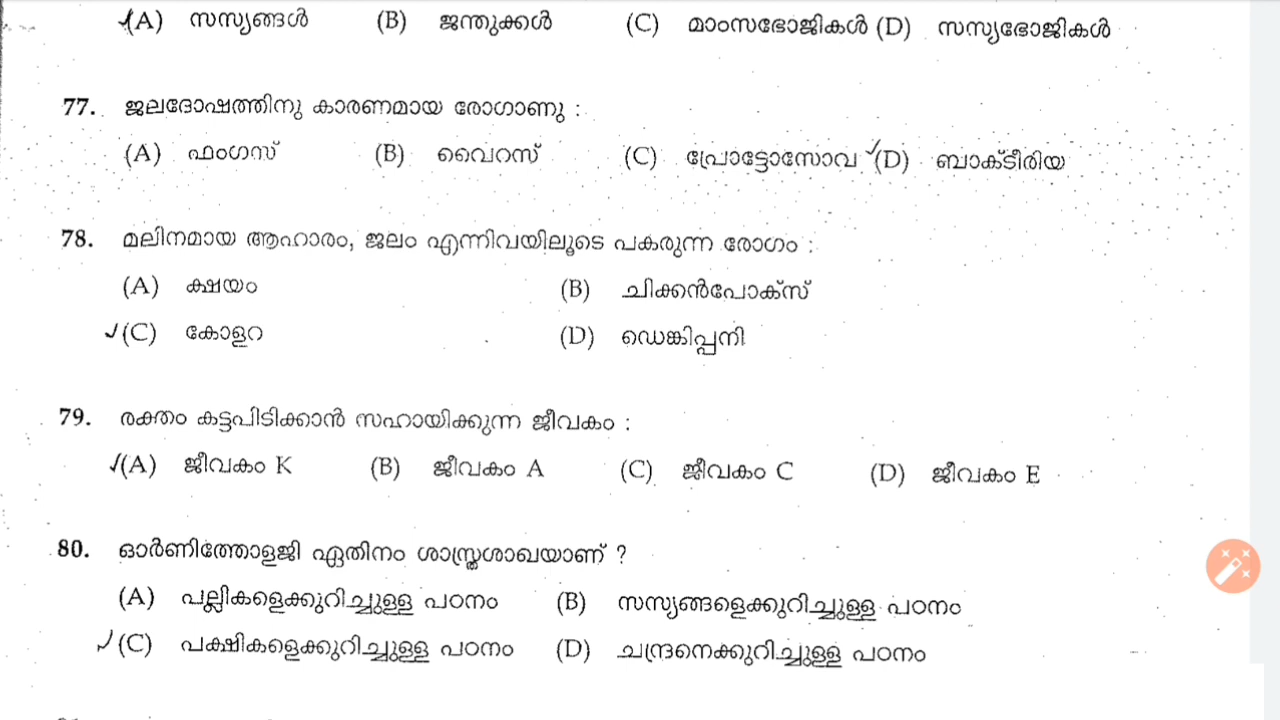 (A) സസ്യങ്ങൾ (B) ജന്തുക്കൾ (C) മാംസഭോജികൾ (D) സസ്യഭോജികൾ
77. ജലദോഷത്തിനു കാരണമായ രോഗാണു :
(A) ഫംഗസ് (B) വൈറസ് (C) പ്രോട്ടോസോവ (D) ബാക്ടീരിയ
78. മലിനമായ ആഹാരം, ജലം എന്നിവയിലൂടെ പകരുന്ന രോഗം :
(A) ക്ഷയം (B) ചിക്കൻപോക്സ്
(C) കോളറ (D) ഡെങ്കിപ്പനി
79. രക്തം കട്ടപിടിക്കാൻ സഹായിക്കുന്ന ജീവകം :
(A) ജീവകം K (B) ജീവകം A (C) ജീവകം C (D) ജീവകം E
80. ഓർണിത്തോളജി ഏതിനം ശാസ്ത്രശാഖയാണ് ?
(A) പല്ലികളെക്കുറിച്ചുള്ള പഠനം (B) സസ്യങ്ങളെക്കുറിച്ചുള്ള പഠനം
(C) പക്ഷികളെക്കുറിച്ചുള്ള പഠനം (D) ചന്ദ്രനെക്കുറിച്ചുള്ള പഠനം